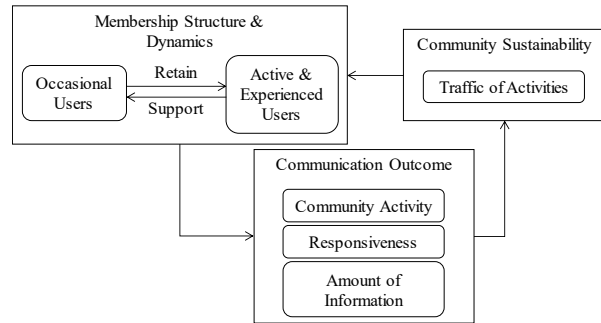 Membership Structure &
Dynamics
Occasional
Users
Retain
Support
Active &
Experienced
Users
Community Sustainability
Traffic of Activities
Communication Outcome
Community Activity
Responsiveness
Amount of
Information